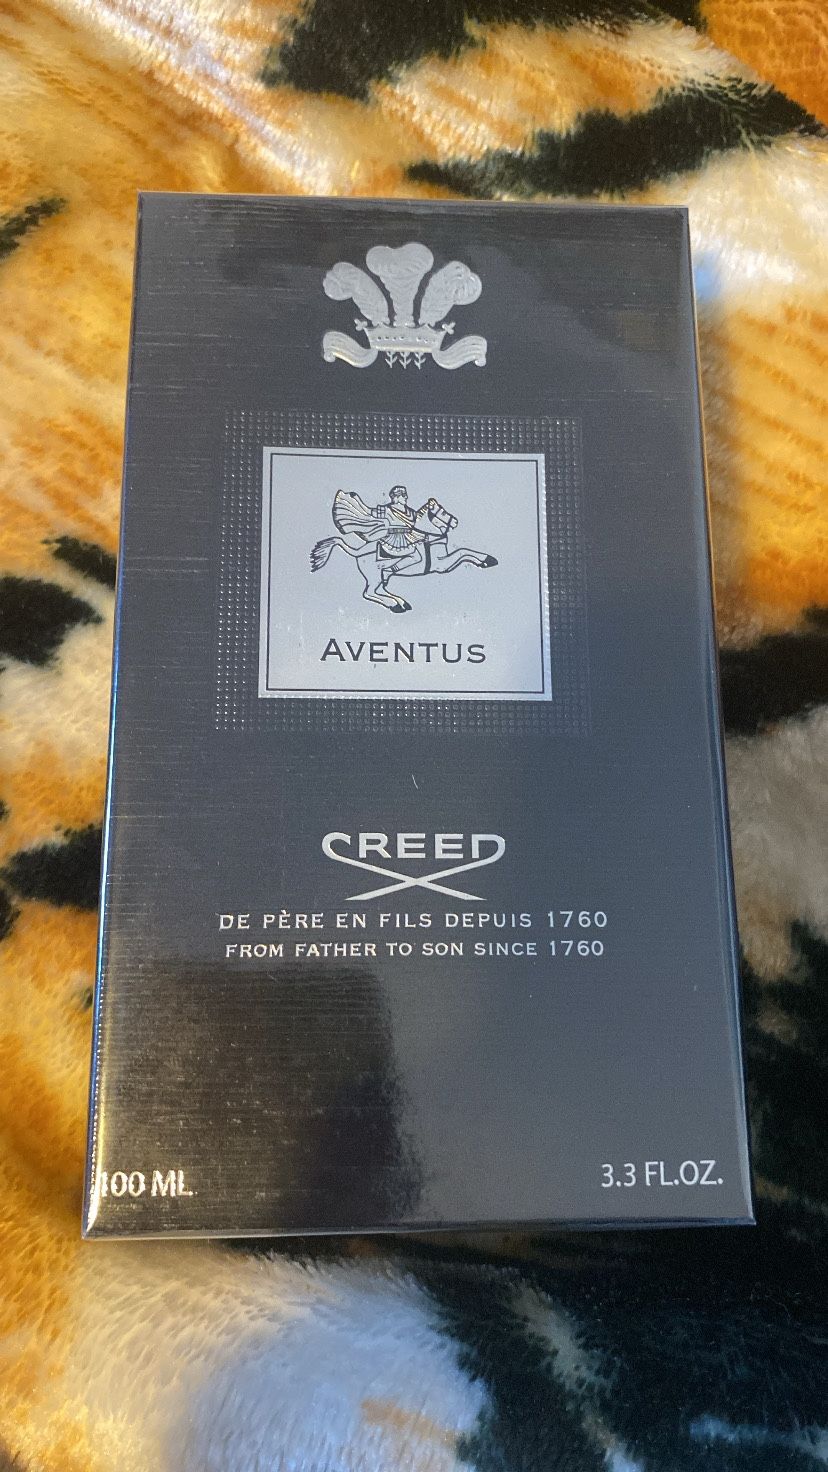 AVENTUS
CREED
DE PÈRE EN FILS DEPUIS 1760
FROM FATHER TO SON SINCE 1760
100 ML
3.3 FL.OZ.